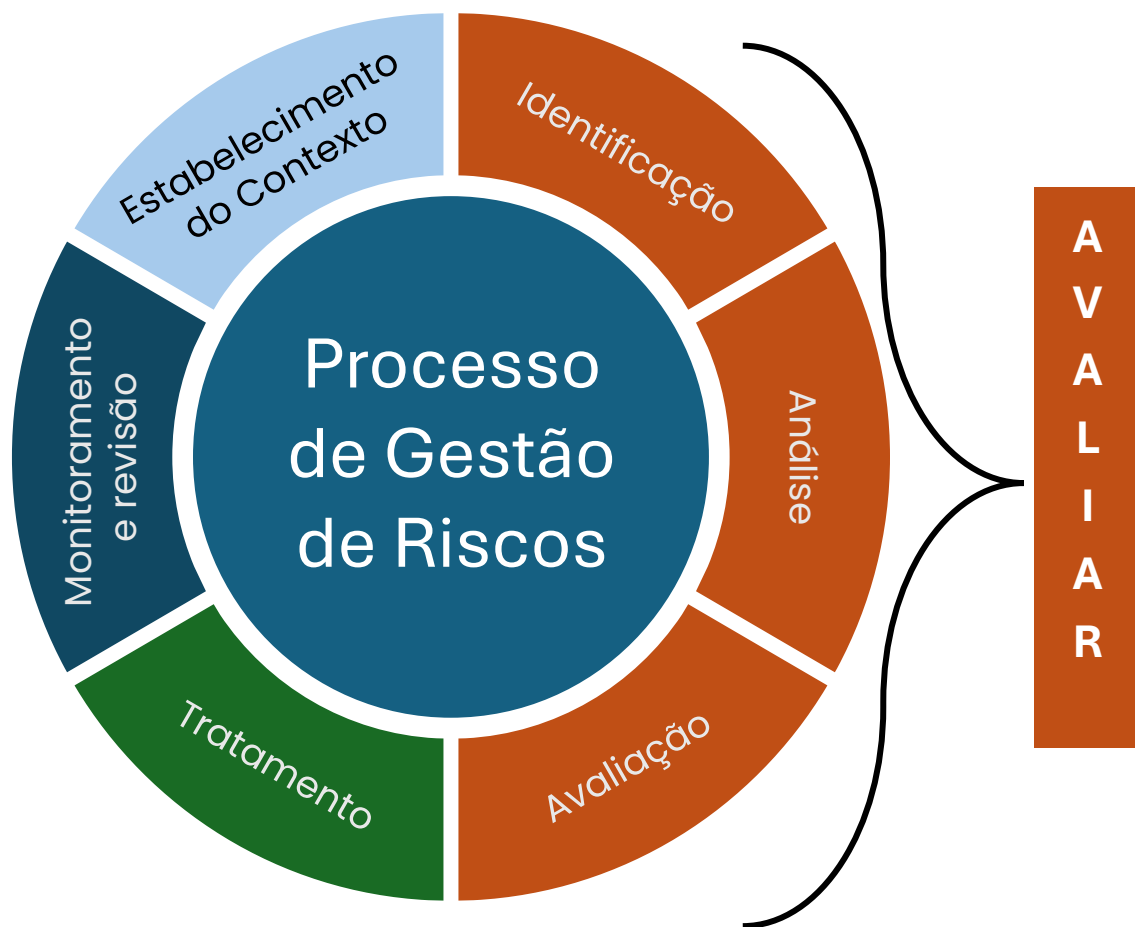 Estabelecimento
do Contexto
Identificação
Análise
Avaliação
Tratamento
Monitoramento
e revisão
Processo
de Gestão
de Riscos
A
V
A
L
I
A
R